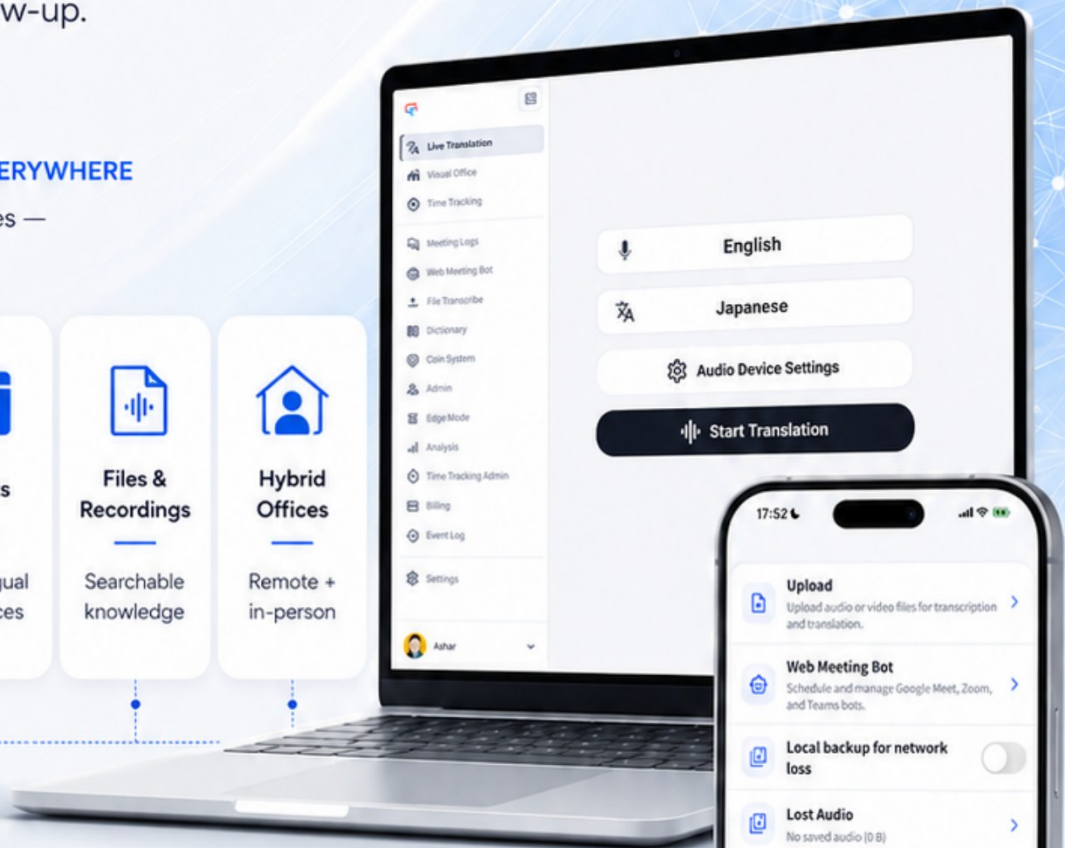 w-up.
ERYWHERE
es —
s
gual
ces
Files &
Recordings
Searchable
knowledge
Hybrid
Offices
Remote +
in-person
Live Translation
Visual Office
Time Tracking
Meeting Logs
Web Meeting Bot
File Transcribe
Dictionary
Coin System
Admin
Edge Mode
Analysis
Time Tracking Admin
Billing
Event Log
Settings
Ashar
English
Japanese
Audio Device Settings
Start Translation
17:52
Upload
Upload audio or video files for transcription
and translation.
Web Meeting Bot
Schedule and manage Google Meet, Zoom,
and Teams bots.
Local backup for network
loss
Lost Audio
No saved audio (0 B)